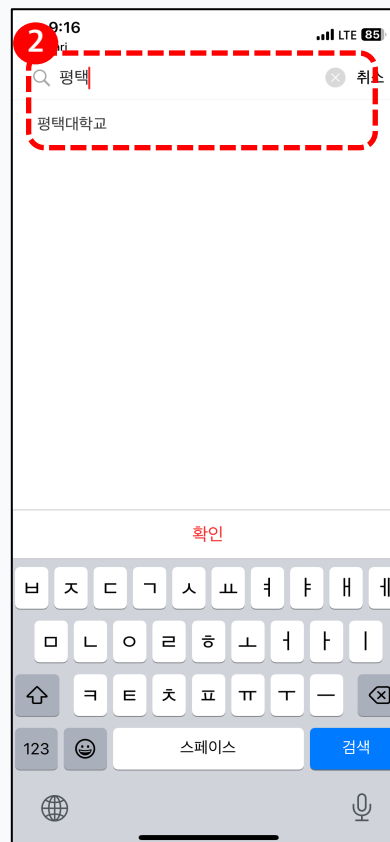 9:16
LTE 85
2
평택
취소
평택대학교
확인
ㅂ ㅈ ㄷ ㄱ ㅅ ㅛ ㅕ ㅑ ㅐ ㅔ
ㅁ ㄴ ㅇ ㄹ ㅎ ㅗ ㅓ ㅏ ㅣ
ㅋ ㅌ ㅊ ㅍ ㅠ ㅜ ㅡ
123 스페이스 검색